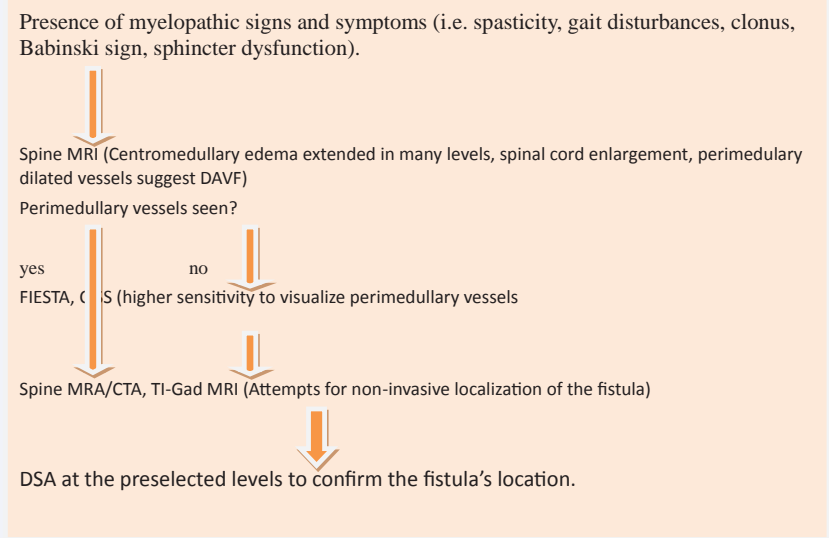 Presence of myelopathic signs and symptoms (i.e. spasticity, gait disturbances, clonus,
Babinski sign, sphincter dysfunction).
Spine MRI (Centromedullary edema extended in many levels, spinal cord enlargement, perimedulary
dilated vessels suggest DAVF)
Perimedullary vessels seen?
yes no
FIESTA, (higher sensitivity to visualize perimedullary vessels
Spine MRA/CTA, TI-Gad MRI (Attempts for non-invasive localization of the fistula)
DSA at the preselected levels to confirm the fistula's location.